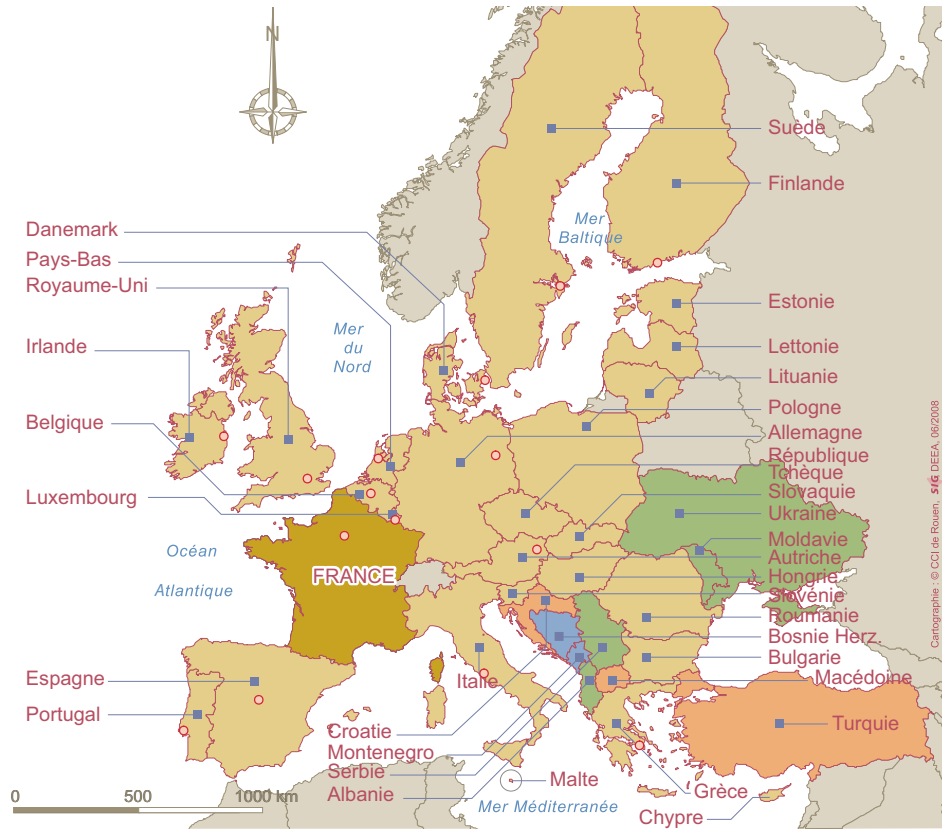 N
Suède
Finlande
Danemark
Mer
Baltique
Pays-Bas
Royaume-Uni
Estonie
Mer
du
Nord
Irlande
Lettonie
Lituanie
Pologne
Belgique
Allemagne
République
Tchèque
Slovaquie
Luxembourg
Ukraine
Moldavie
Océan
Autriche
FRANCE
Hongrie
Atlantique
Slovénie
Roumanie
Bosnie Herz.
Bulgarie
Espagne
Italie
Macédoine
Portugal
Turquie
Croatie
Montenegro
Serbie
Malte
Albanie
Grèce
0 500 1000 km
Mer Méditerranée
Chypre
Cartographie : © CCI de Rouen, SIG DEEA, 06/2008